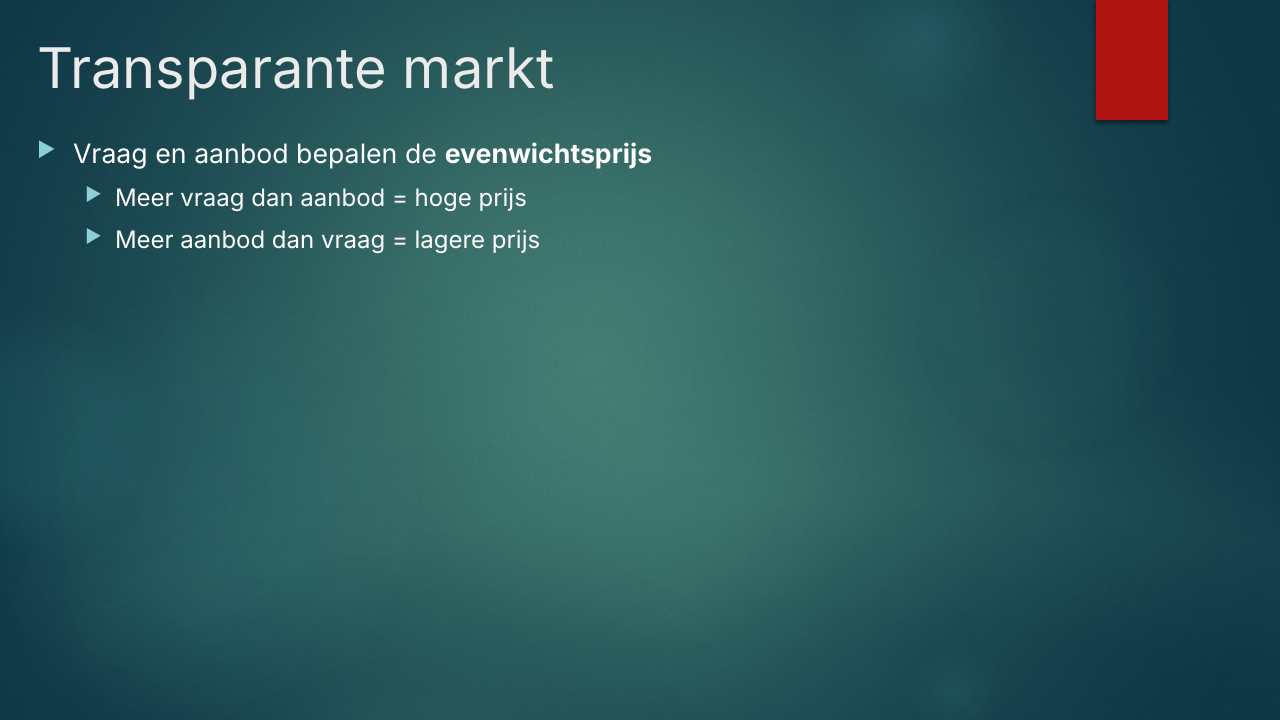 Transparante markt
Vraag en aanbod bepalen de evenwichtsprijs
Meer vraag dan aanbod = hoge prijs
Meer aanbod dan vraag = lagere prijs